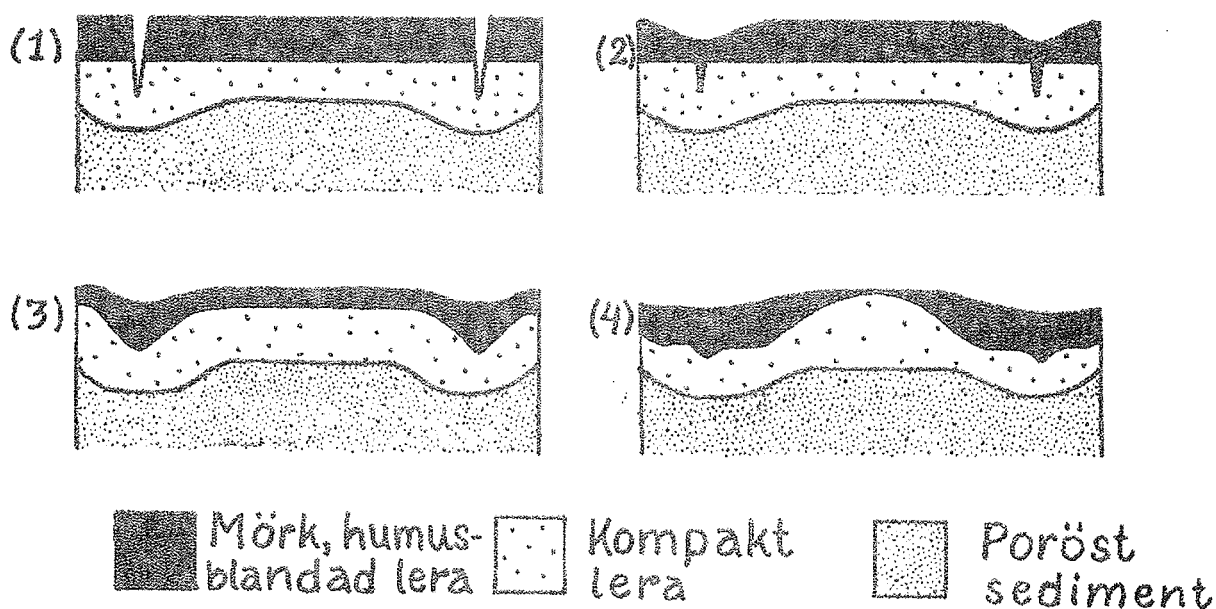 (1)
(2)
(3)
(4)
Mörk, humus-
blandad lera
Kompakt
lera
Poröst
sediment